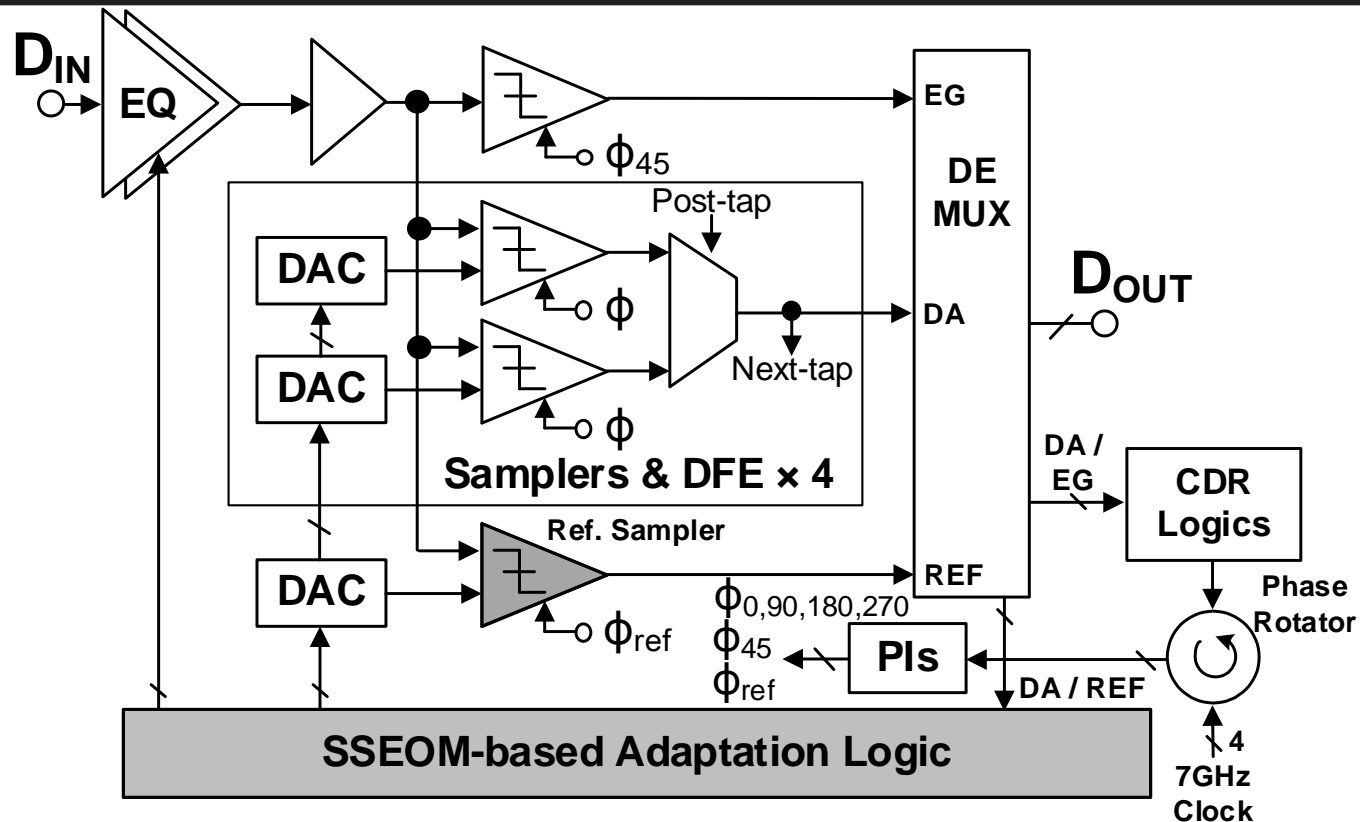 D_IN
EQ
EG
ϕ45
DE
MUX
Post-tap
DAC
ϕ
DA
D_OUT
Next-tap
DAC
ϕ
Samplers & DFE × 4
DA /
EG
CDR
Logics
Ref. Sampler
DAC
REF
ϕref
ϕ0,90,180,270
ϕ45
ϕref
PIs
Phase
Rotator
DA / REF
SSEOM-based Adaptation Logic
4
7GHz
Clock